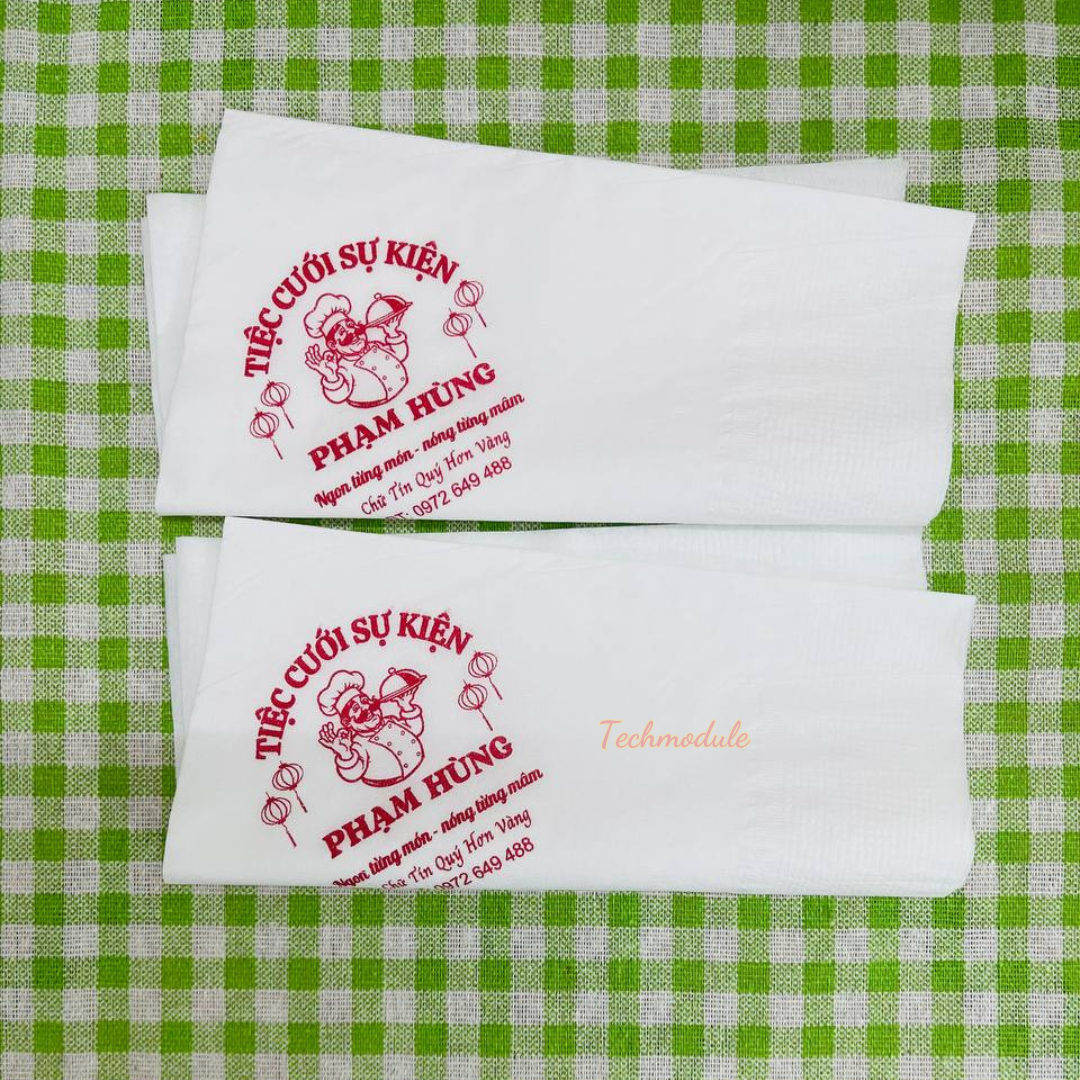 TIỆC CƯỚI SỰ KIỆN
PHẠM HÙNG
Ngon từng món - nóng từng mâm
Chữ Tín Quý Hơn Vàng
T: 0972 649 488
TIỆC CƯỚI SỰ KIỆN
PHẠM HÙNG
Ngon từng món - nóng từng mâm
Chữ Tín Quý Hơn Vàng
0972 649 488
Techmodule